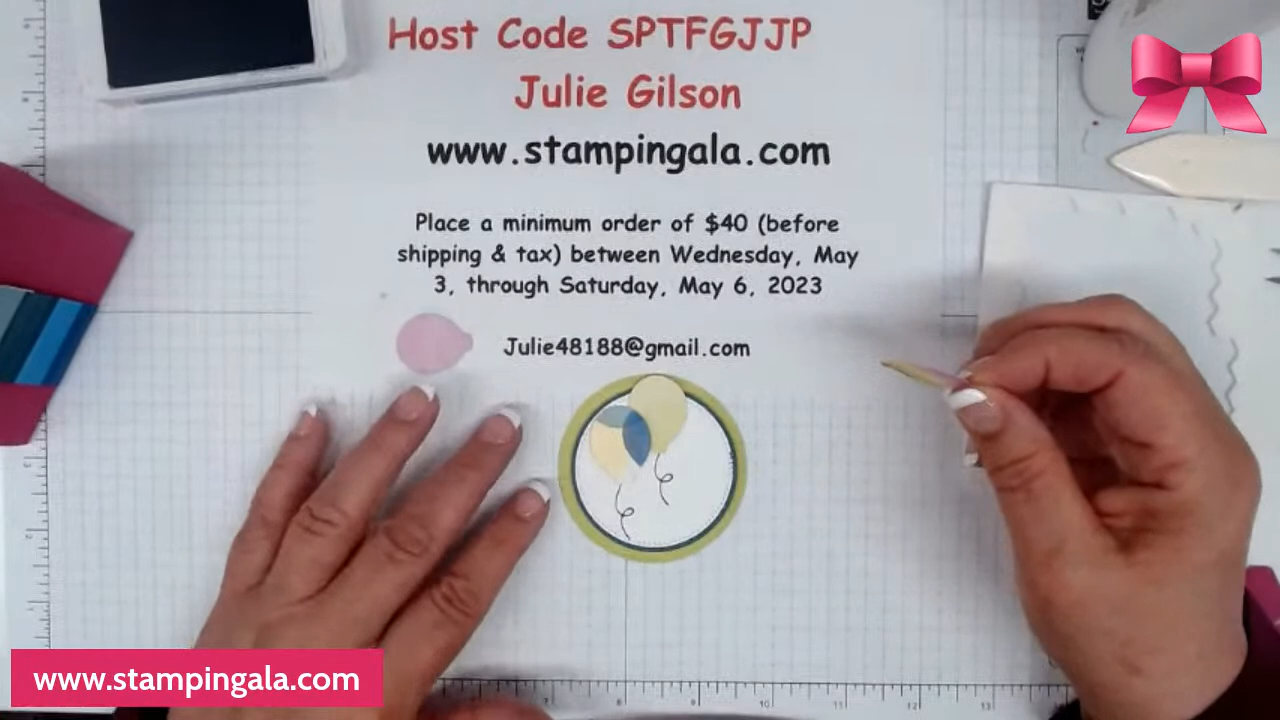 Host Code SPTFGJJP
Julie Gilson
www.stampingala.com
Place a minimum order of $40 (before
shipping & tax) between Wednesday, May
3, through Saturday, May 6, 2023
Julie48188@gmail.com
www.stampingala.com